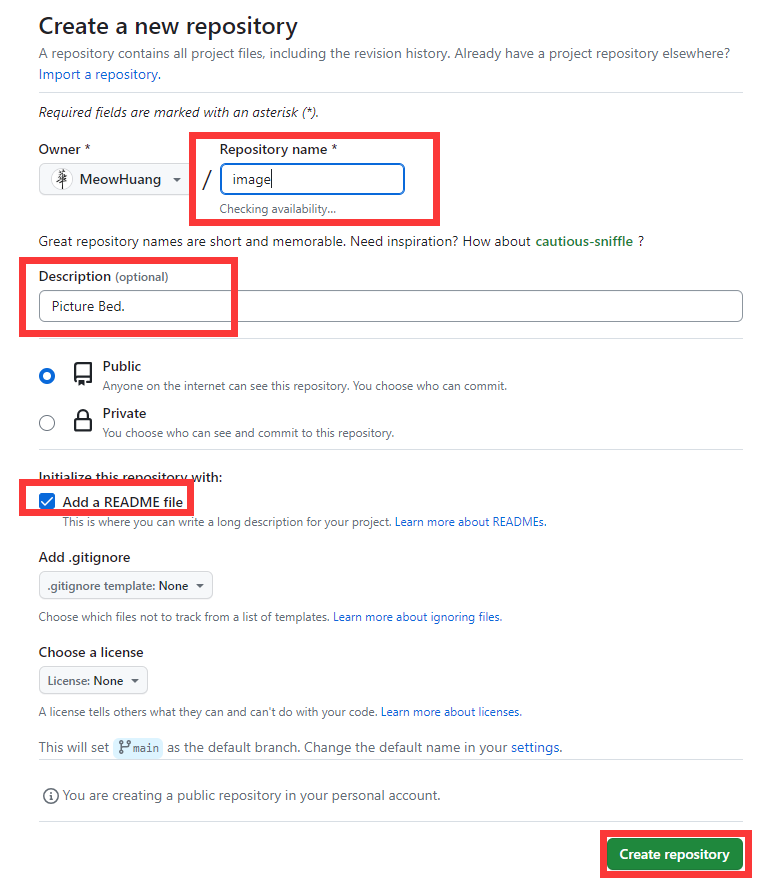 Create a new repository
A repository contains all project files, including the revision history. Already have a project repository elsewhere?
Import a repository.
Required fields are marked with an asterisk (*).
Owner *
Repository name *
MeowHuang / image
Checking availability...
Great repository names are short and memorable. Need inspiration? How about cautious-sniffle ?
Description (optional)
Picture Bed.
Public
Anyone on the internet can see this repository. You choose who can commit.
Private
You choose who can see and commit to this repository.
Initialize this repository with:
Add a README file
This is where you can write a long description for your project. Learn more about READMEs.
Add .gitignore
.gitignore template: None
Choose which files not to track from a list of templates. Learn more about ignoring files.
Choose a license
License: None
A license tells others what they can and can't do with your code. Learn more about licenses.
This will set main as the default branch. Change the default name in your settings.
You are creating a public repository in your personal account.
Create repository